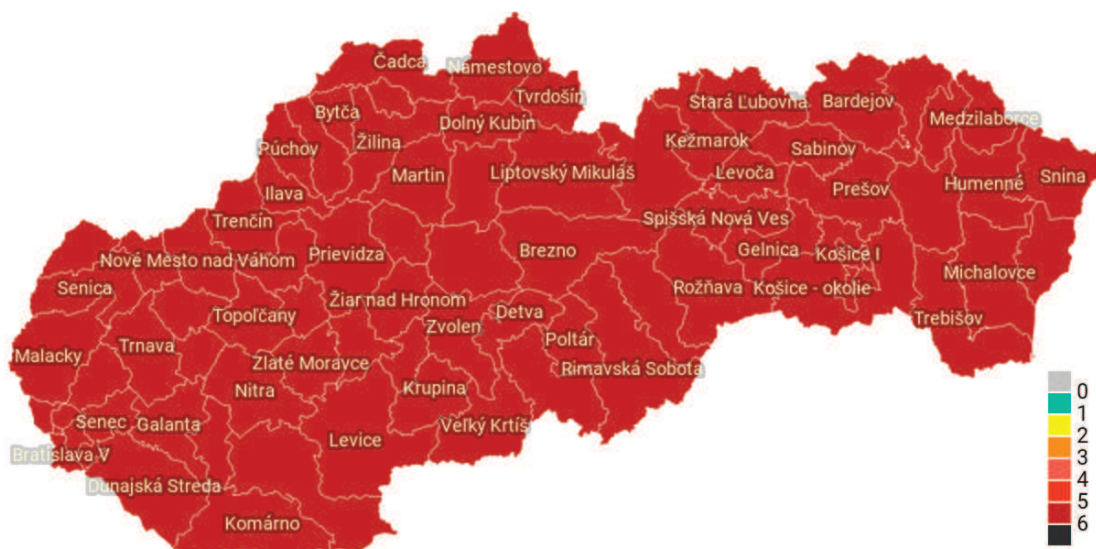 Čadca
Námestovo
Tvrdošín
Bytča
Dolný Kubín
Stará Ľubovňa
Bardejov
Medzilaborce
Žilina
Púchov
Kežmarok
Sabinov
Martin
Liptovský Mikuláš
Levoča
Prešov
Humenné
Snina
Ilava
Trenčín
Spišská Nová Ves
Nové Mesto nad Váhom
Prievidza
Brezno
Gelnica
Košice I
Michalovce
Senica
Žiar nad Hronom
Rožňava
Košice - okolie
Topoľčany
Detva
Zvolen
Trebišov
Malacky
Trnava
Zlaté Moravce
Poltár
Rimavská Sobota
Nitra
Krupina
Senec
Galanta
Levice
Veľký Krtíš
Bratislava V
Dunajská Streda
Komárno
0
1
2
3
4
5
6